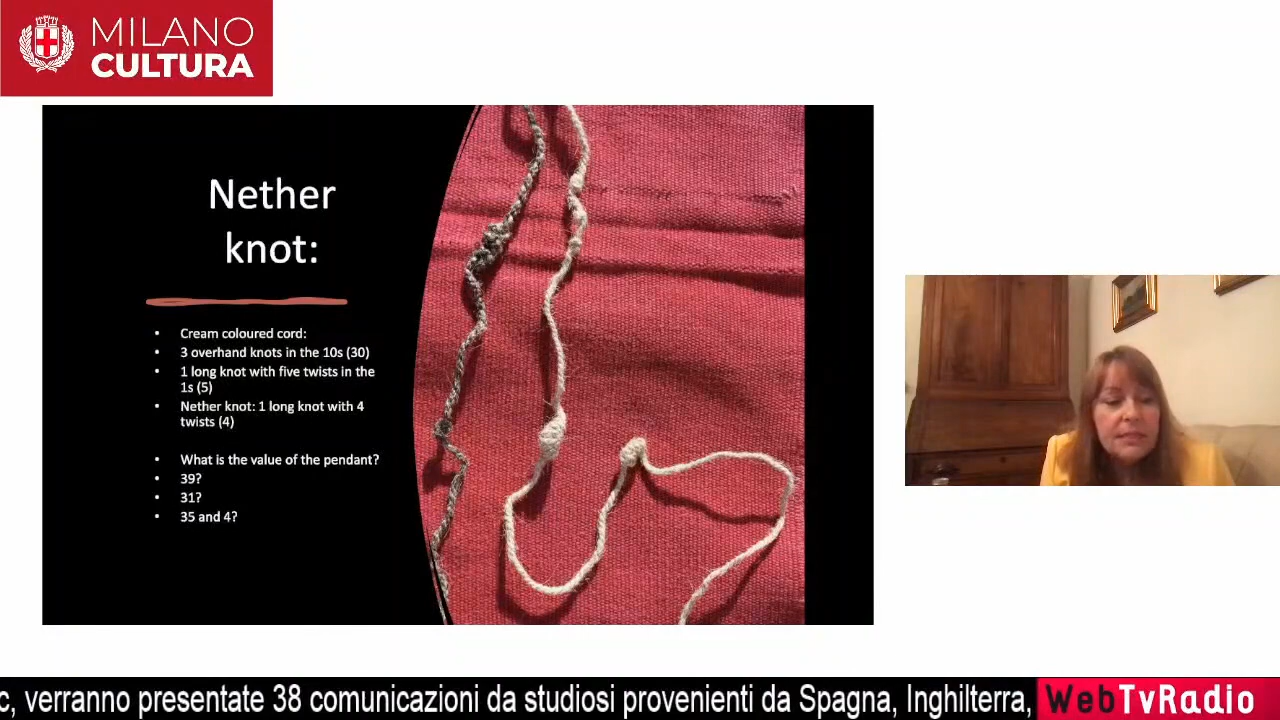 MILANO
CULTURA
Nether
knot:
• Cream coloured cord:
• 3 overhand knots in the 10s (30)
• 1 long knot with five twists in the
1s (5)
• Nether knot: 1 long knot with 4
twists (4)
• What is the value of the pendant?
• 39?
• 31?
• 35 and 4?
c, verranno presentate 38 comunicazioni da studiosi provenienti da Spagna, Inghilterra,
WebTvRadio